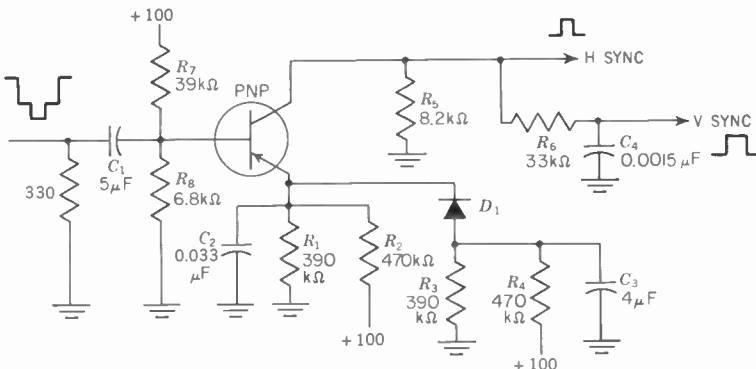 +100
R7
39kΩ
PNP
H SYNC
R5
8.2kΩ
V SYNC
R6
33kΩ
C4
0.0015 µF
C1
5µF
330
R8
6.8kΩ
D1
C2
0.033
µF
R1
390
kΩ
R2
470kΩ
R3
390
kΩ
R4
470
kΩ
C3
4µF
+100
+100